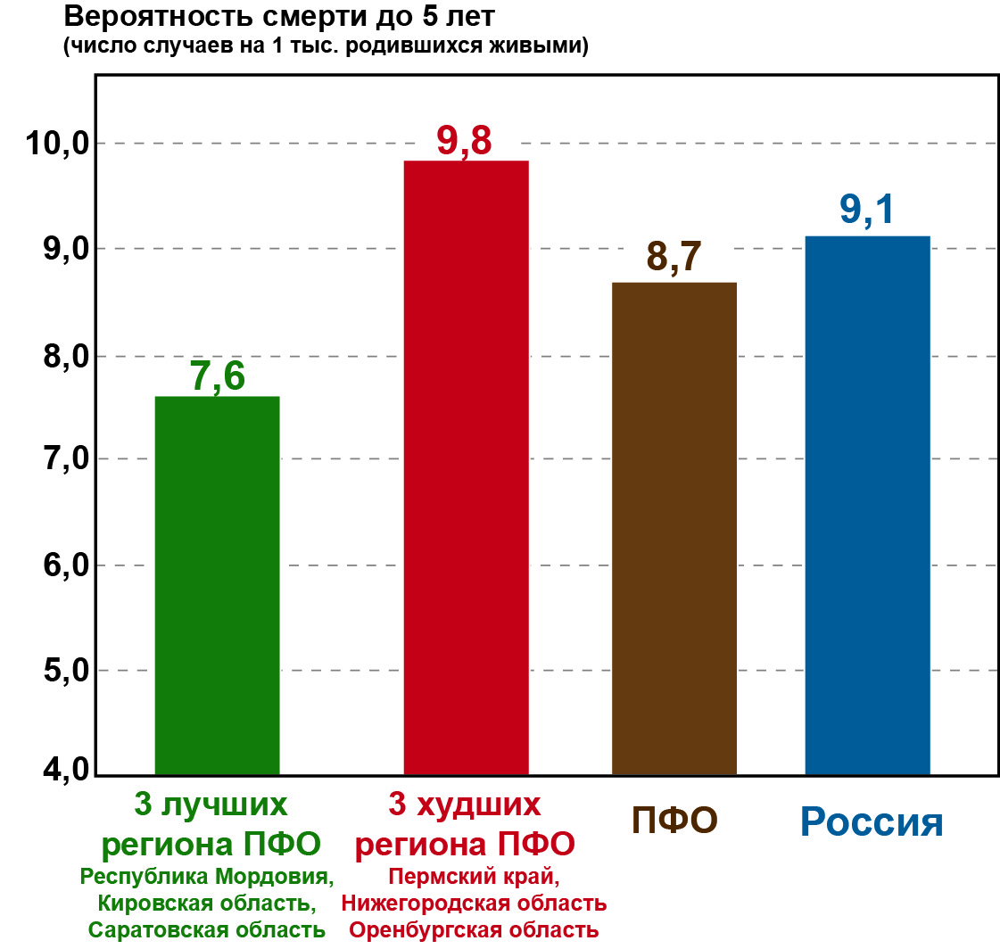 Вероятность смерти до 5 лет
(число случаев на 1 тыс. родившихся живыми)
10,0
9,0
8,0
7,0
6,0
5,0
4,0
7,6
9,8
8,7
9,1
3 лучших
региона ПФО
Республика Мордовия,
Кировская область,
Саратовская область
3 худших
региона ПФО
Пермский край,
Нижегородская область
Оренбургская область
ПФО
Россия